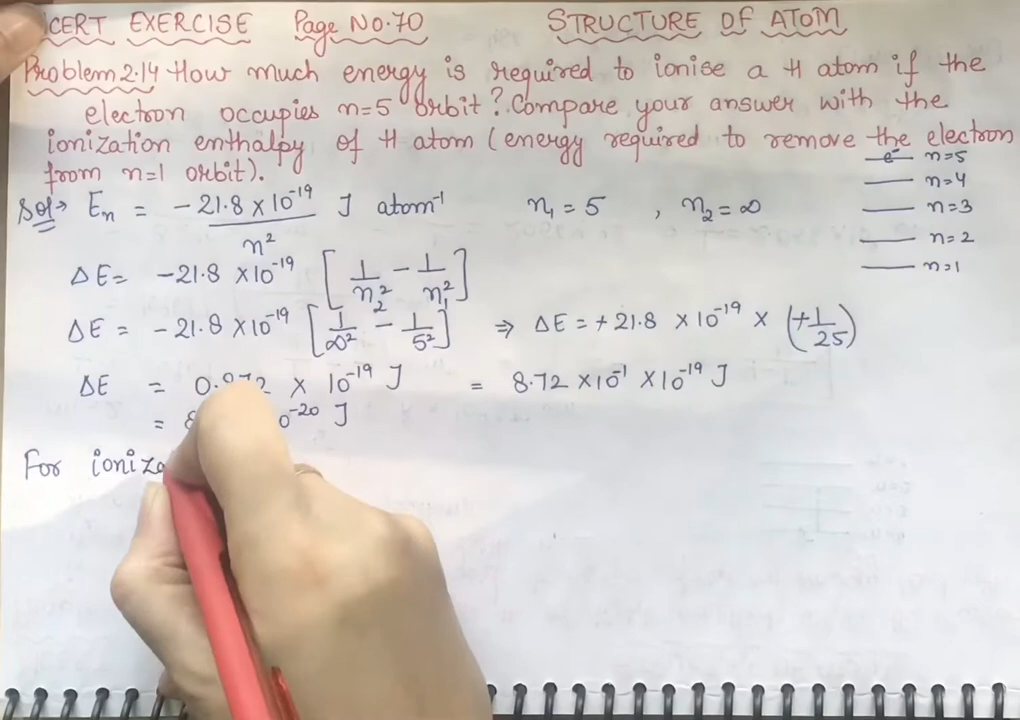 CERT EXERCISE Page No.70 STRUCTURE OF ATOM
Problem 2.14 How much energy is required to ionise a H atom if the
electron occupies n=5 orbit? Compare your answer with the
ionization enthalpy of H atom (energy required to remove the electron
from n=1 orbit).
e⁻ n=5
n=4
n=3
n=2
n=1
Sol→ Eₙ = -21.8 × 10⁻¹⁹ / n² J atom⁻¹ n₁ = 5 , n₂ = ∞
ΔE = -21.8 × 10⁻¹⁹ [1/n₂² - 1/n₁²]
ΔE = -21.8 × 10⁻¹⁹ [1/∞² - 1/5²] ⇒ ΔE = +21.8 × 10⁻¹⁹ × (+1/25)
ΔE = 0.872 × 10⁻¹⁹ J = 8.72 × 10⁻¹ × 10⁻¹⁹ J
= 8 0⁻²⁰ J
For ioniza